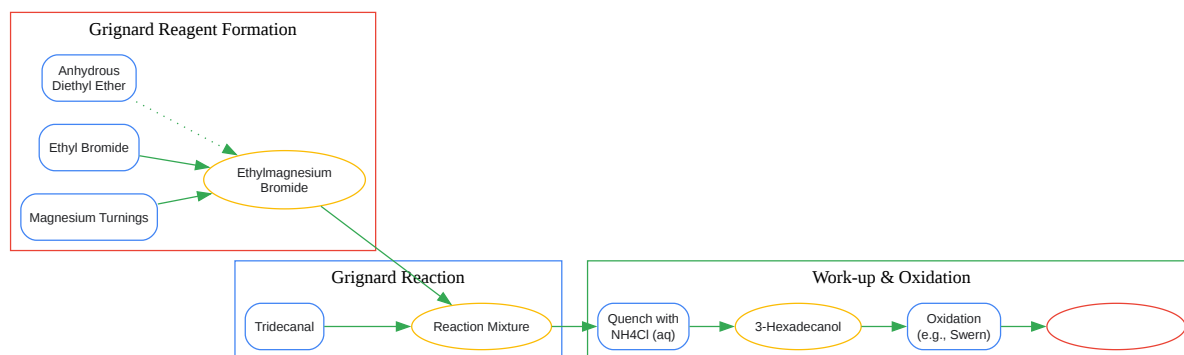 Grignard Reagent Formation
Anhydrous
Diethyl Ether
Ethyl Bromide
Ethylmagnesium
Bromide
Magnesium Turnings
Grignard Reaction
Tridecanal
Reaction Mixture
Work-up & Oxidation
Quench with
NH4Cl (aq)
3-Hexadecanol
Oxidation
(e.g., Swern)